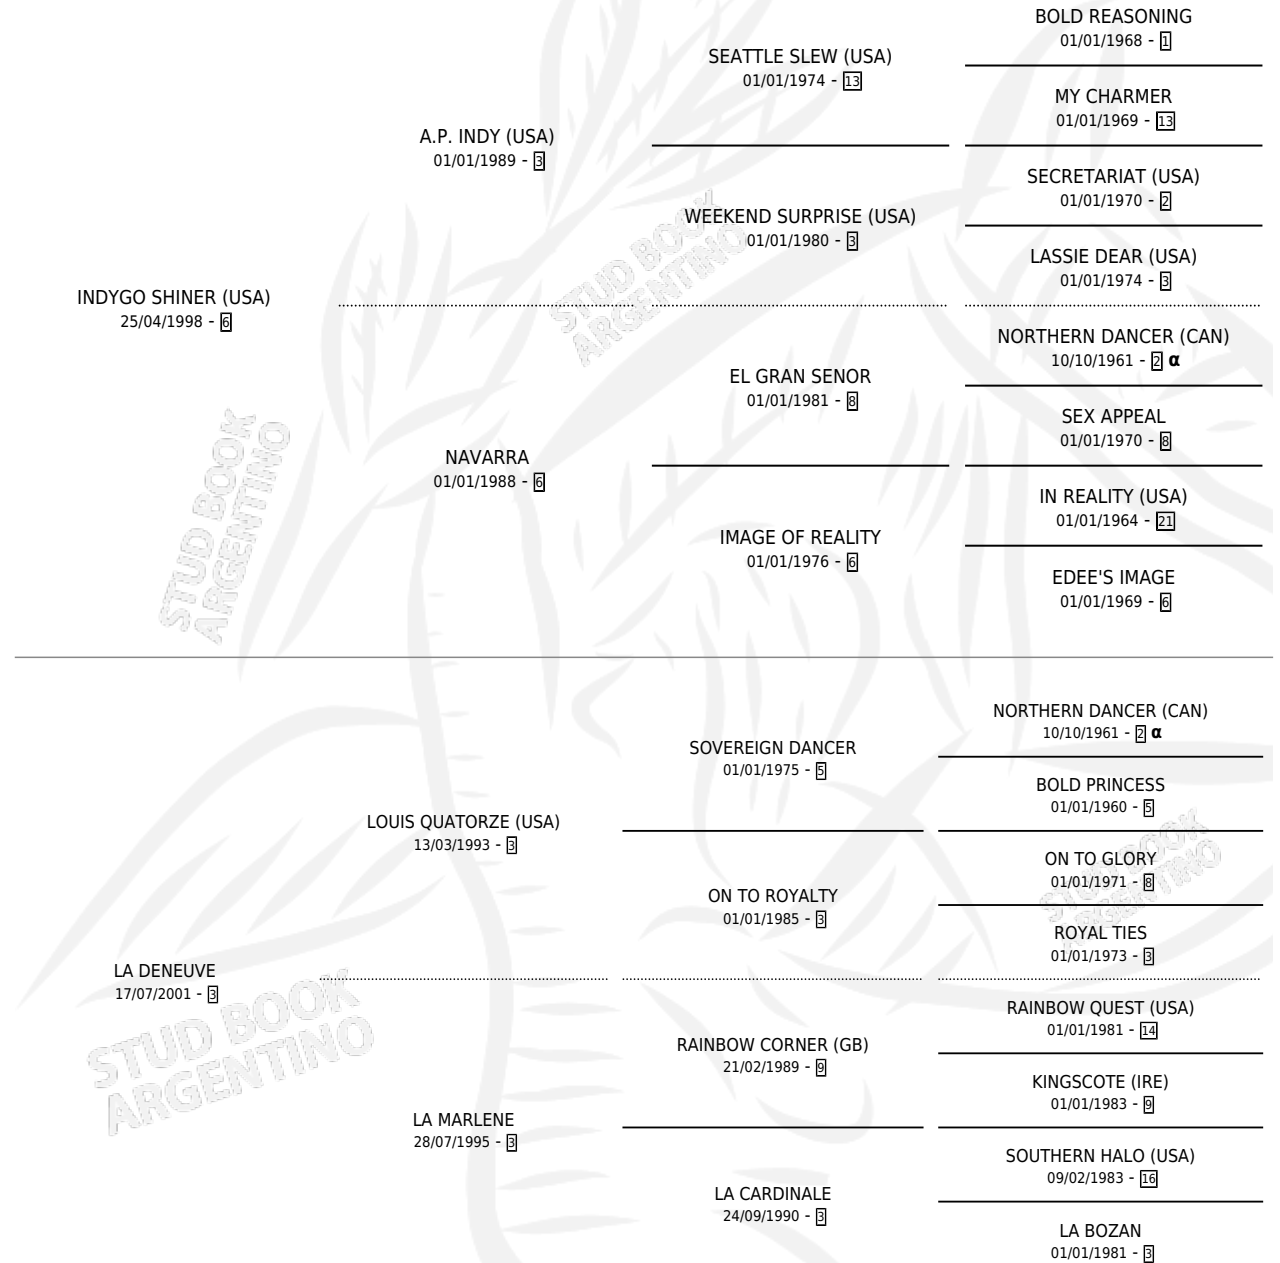 BOLD REASONING
01/01/1968 - 1
SEATTLE SLEW (USA)
01/01/1974 - 13
MY CHARMER
01/01/1969 - 13
A.P. INDY (USA)
01/01/1989 - 3
SECRETARIAT (USA)
01/01/1970 - 2
WEEKEND SURPRISE (USA)
01/01/1980 - 3
LASSIE DEAR (USA)
01/01/1974 - 3
INDYGO SHINER (USA)
25/04/1998 - 6
NORTHERN DANCER (CAN)
10/10/1961 - 2 α
EL GRAN SENOR
01/01/1981 - 8
SEX APPEAL
01/01/1970 - 8
NAVARRA
01/01/1988 - 6
IN REALITY (USA)
01/01/1964 - 21
IMAGE OF REALITY
01/01/1976 - 6
EDEE'S IMAGE
01/01/1969 - 6
NORTHERN DANCER (CAN)
10/10/1961 - 2 α
SOVEREIGN DANCER
01/01/1975 - 5
BOLD PRINCESS
01/01/1960 - 5
LOUIS QUATORZE (USA)
13/03/1993 - 3
ON TO GLORY
01/01/1971 - 8
ON TO ROYALTY
01/01/1985 - 3
ROYAL TIES
01/01/1973 - 3
LA DENEUVE
17/07/2001 - 3
RAINBOW QUEST (USA)
01/01/1981 - 14
RAINBOW CORNER (GB)
21/02/1989 - 9
KINGSCOTE (IRE)
01/01/1983 - 9
LA MARLENE
28/07/1995 - 3
SOUTHERN HALO (USA)
09/02/1983 - 16
LA CARDINALE
24/09/1990 - 3
LA BOZAN
01/01/1981 - 3
STUD BOOK
ARGENTINO
STUD BOOK
ARGENTINO
STUD BOOK
ARGENTINO
STUD BOOK
ARGENTINO